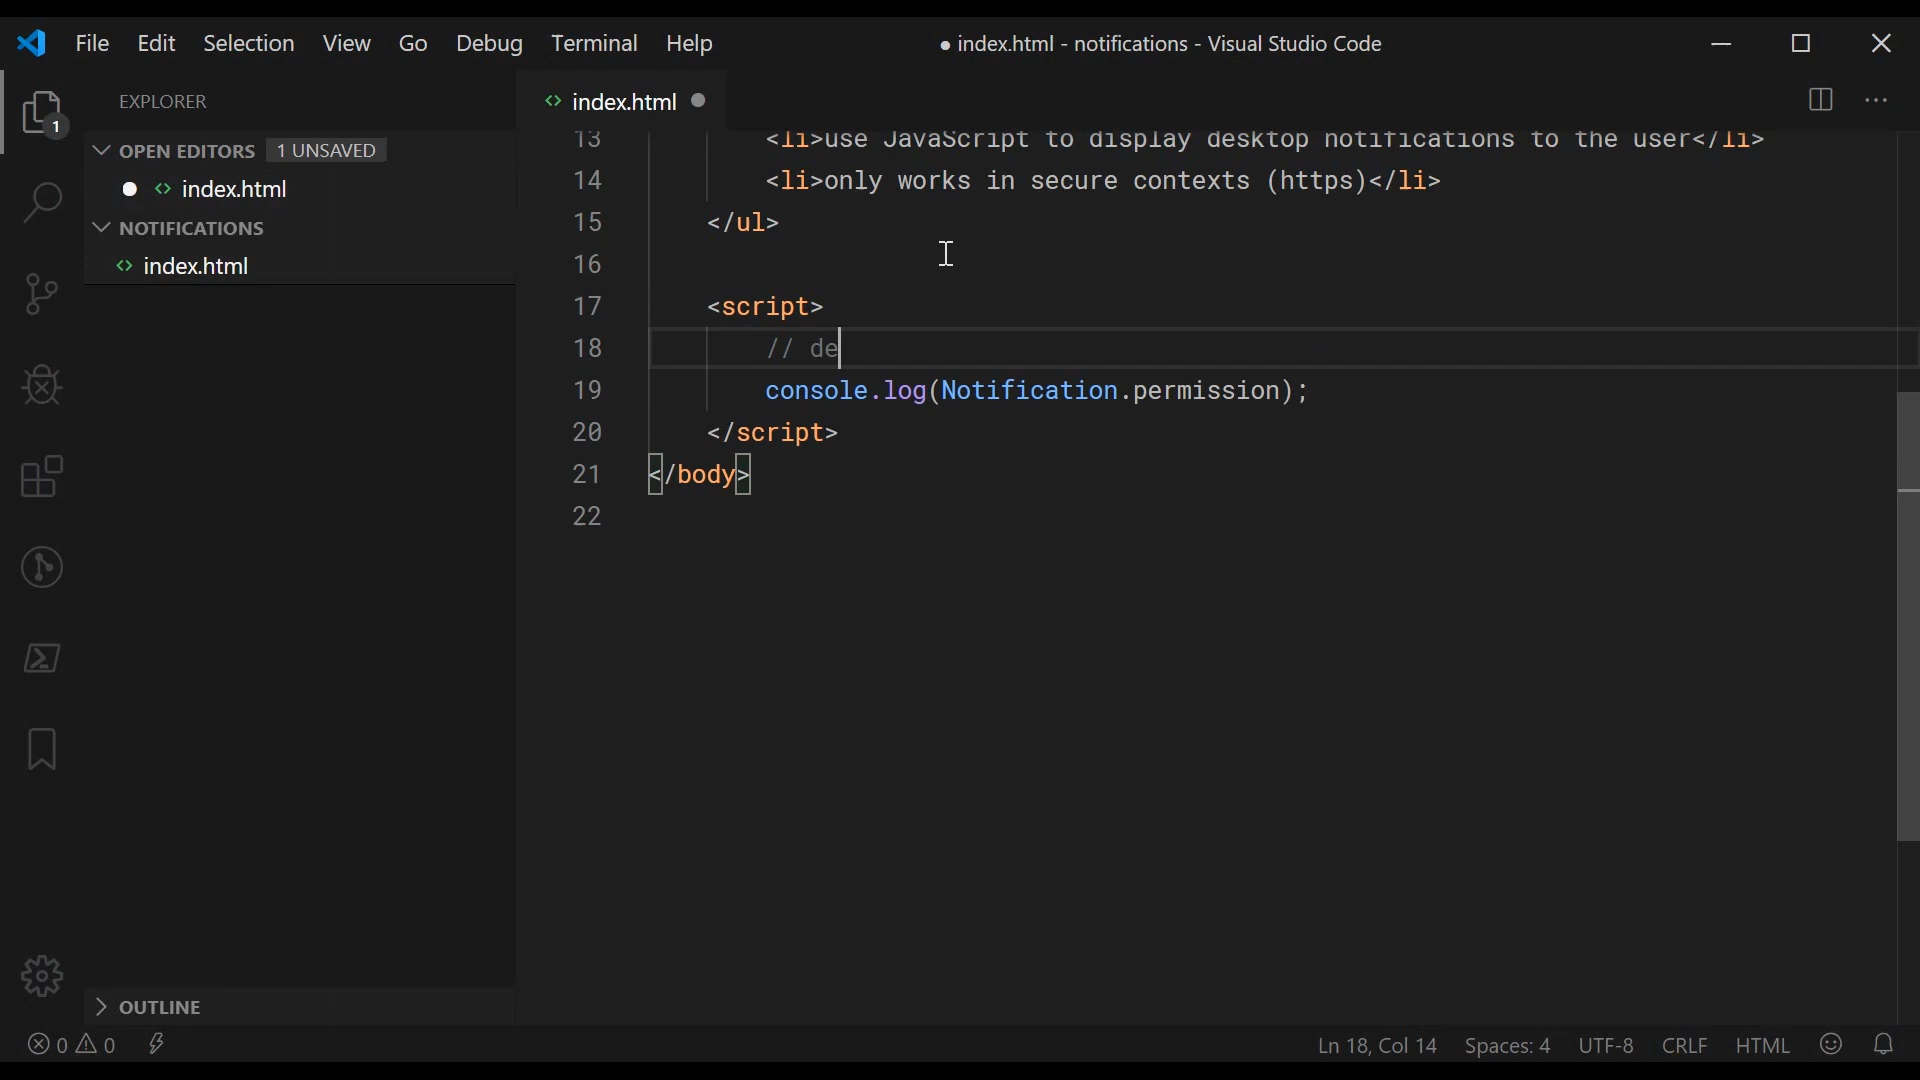 File Edit Selection View Go Debug Terminal Help
● index.html - notifications - Visual Studio Code
EXPLORER
1
OPEN EDITORS 1 UNSAVED
index.html
NOTIFICATIONS
index.html
OUTLINE
index.html
13 <li>use JavaScript to display desktop notifications to the user</li>
14 <li>only works in secure contexts (https)</li>
15 </ul>
16
17 <script>
18 // de
19 console.log(Notification.permission);
20 </script>
21 </body>
22
0 0
Ln 18, Col 14 Spaces: 4 UTF-8 CRLF HTML